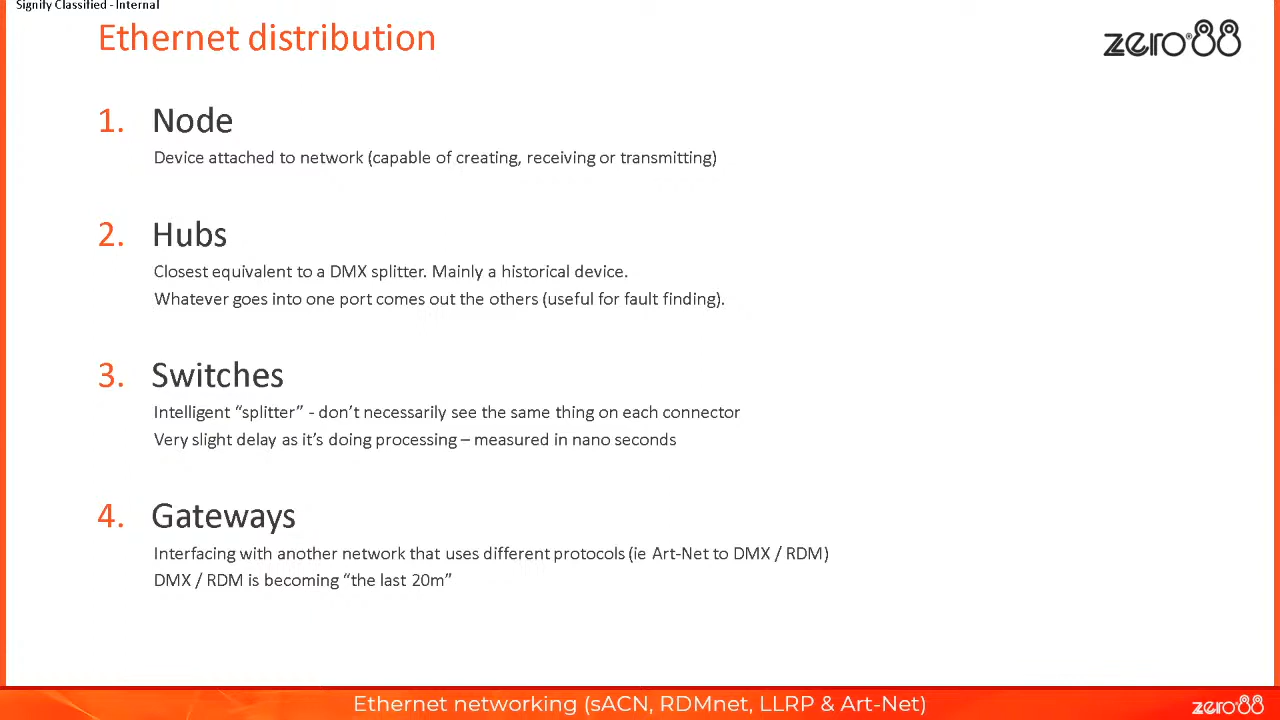 Signify Classified - Internal
Ethernet distribution
zero®88
1. Node
Device attached to network (capable of creating, receiving or transmitting)
2. Hubs
Closest equivalent to a DMX splitter. Mainly a historical device.
Whatever goes into one port comes out the others (useful for fault finding).
3. Switches
Intelligent “splitter” - don’t necessarily see the same thing on each connector
Very slight delay as it’s doing processing – measured in nano seconds
4. Gateways
Interfacing with another network that uses different protocols (ie Art-Net to DMX / RDM)
DMX / RDM is becoming “the last 20m”
Ethernet networking (sACN, RDMnet, LLRP & Art-Net)
zero®88